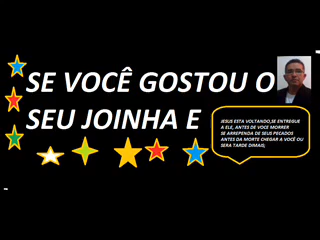 SE VOCÊ GOSTOU O
SEU JOINHA E
JESUS ESTA VOLTANDO,SE ENTREGUE
A ELE, ANTES DE VOCE MORRER
SE ARREPENDA DE SEUS PECADOS
ANTES DA MORTE CHEGAR A VOCÊ OU
SERA TARDE DIMAIS,